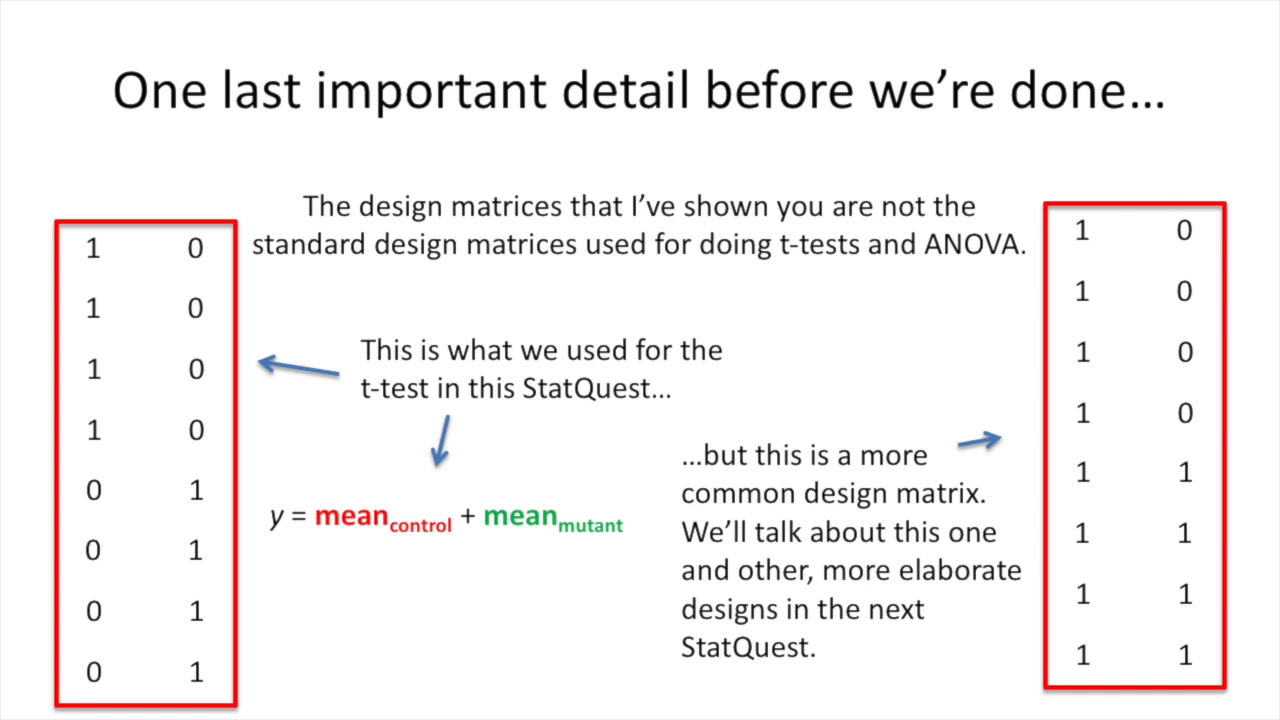 One last important detail before we’re done...
The design matrices that I’ve shown you are not the
standard design matrices used for doing t-tests and ANOVA.
1 0
1 0
1 0
1 0
0 1
0 1
0 1
0 1
This is what we used for the
t-test in this StatQuest...
y = mean control + mean mutant
...but this is a more
common design matrix.
We’ll talk about this one
and other, more elaborate
designs in the next
StatQuest.
1 0
1 0
1 0
1 0
1 1
1 1
1 1
1 1